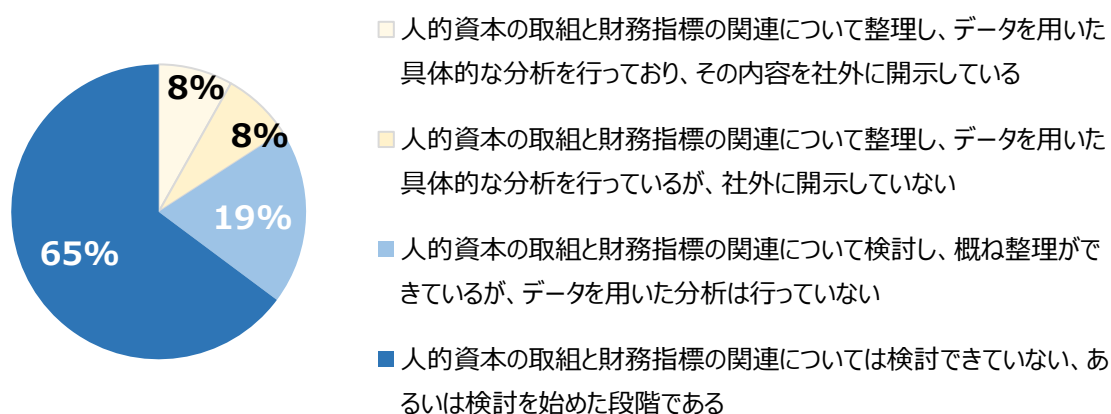 8%
8%
19%
65%
人的資本の取組と財務指標の関連について整理し、データを用いた
具体的な分析を行っており、その内容を社外に開示している
人的資本の取組と財務指標の関連について整理し、データを用いた
具体的な分析を行っているが、社外に開示していない
人的資本の取組と財務指標の関連について検討し、概ね整理がで
きているが、データを用いた分析は行っていない
人的資本の取組と財務指標の関連については検討できていない、あ
るいは検討を始めた段階である